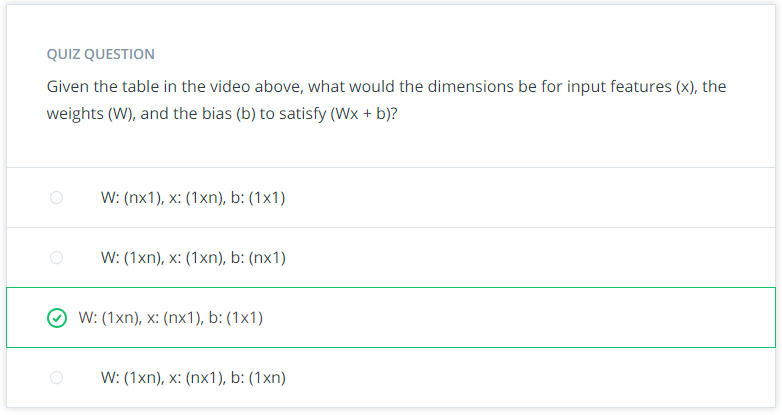 QUIZ QUESTION
Given the table in the video above, what would the dimensions be for input features (x), the
weights (W), and the bias (b) to satisfy (Wx + b)?
W: (nx1), x: (1xn), b: (1x1)
W: (1xn), x: (1xn), b: (nx1)
W: (1xn), x: (nx1), b: (1x1)
W: (1xn), x: (nx1), b: (1xn)